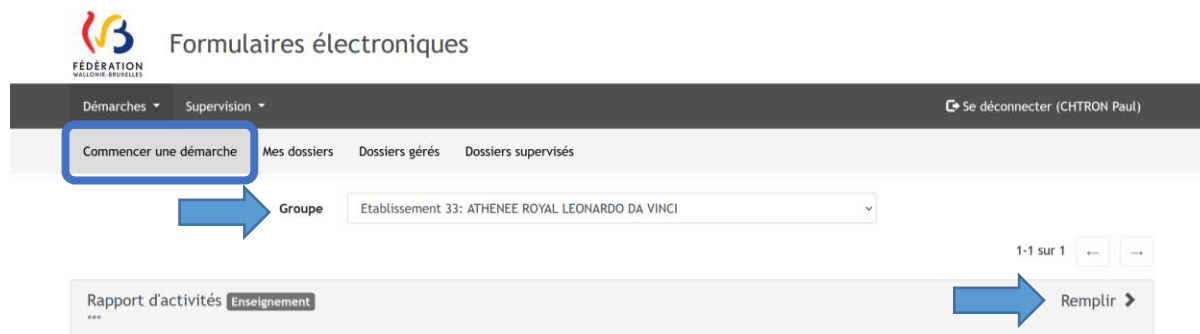 FÉDÉRATION
WALLONIE-BRUXELLES
Formulaires électroniques
Démarches Supervision Se déconnecter (CHTRON Paul)
Commencer une démarche Mes dossiers Dossiers gérés Dossiers supervisés
Groupe Etablissement 33: ATHENEE ROYAL LEONARDO DA VINCI
1-1 sur 1 ← →
Rapport d'activités Enseignement Remplir
***